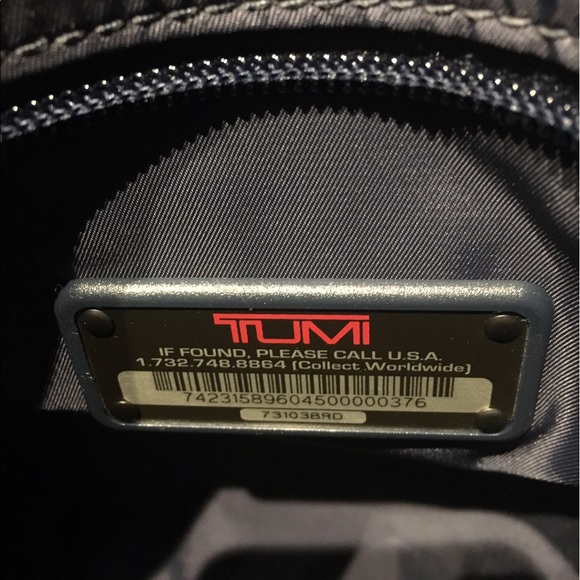 TUMI
IF FOUND, PLEASE CALL U.S.A.
1.732.748.8864 (Collect Worldwide)
74231589604500000376
73103BRD